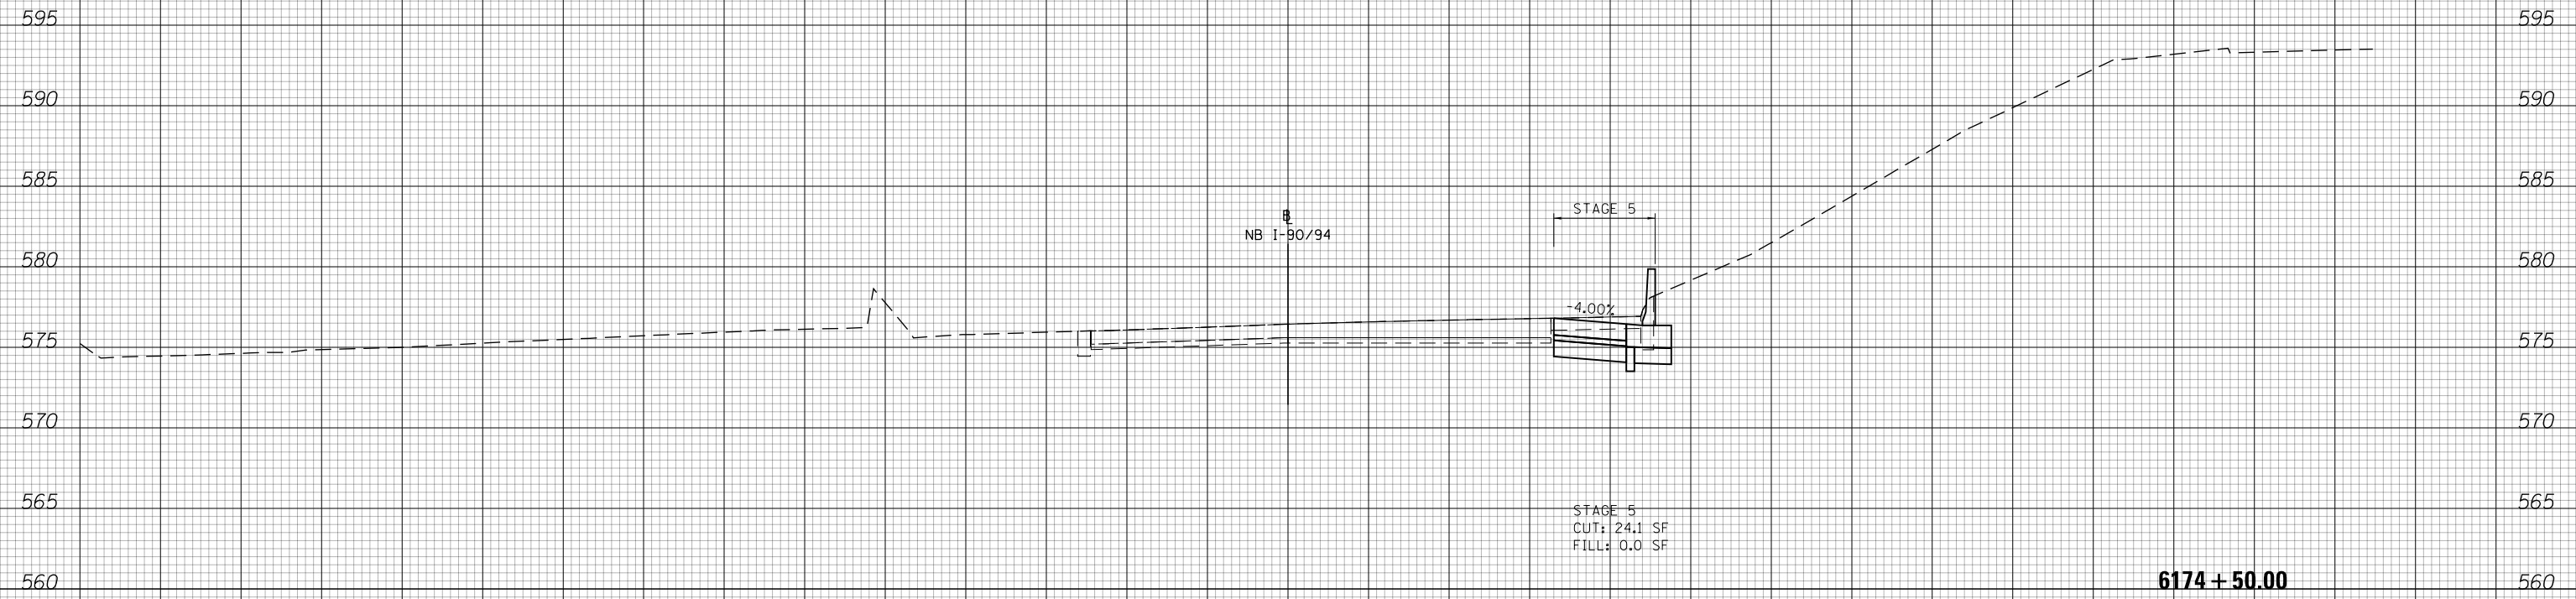 595 595
590 590
585 585
STAGE 5
BL
NB I-90/94
580 580
-4.00%
575 575
570 570
565 565
STAGE 5
CUT: 24.1 SF
FILL: 0.0 SF
560 6174+50.00 560